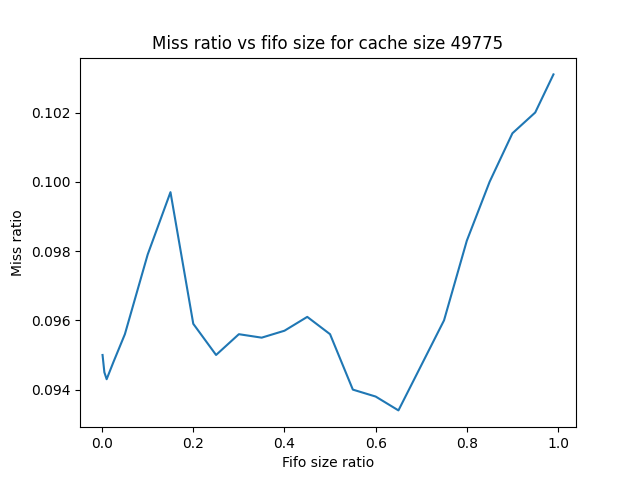 Miss ratio vs fifo size for cache size 49775
0.102
0.100
0.098
0.096
0.094
Miss ratio
0.0 0.2 0.4 0.6 0.8 1.0
Fifo size ratio